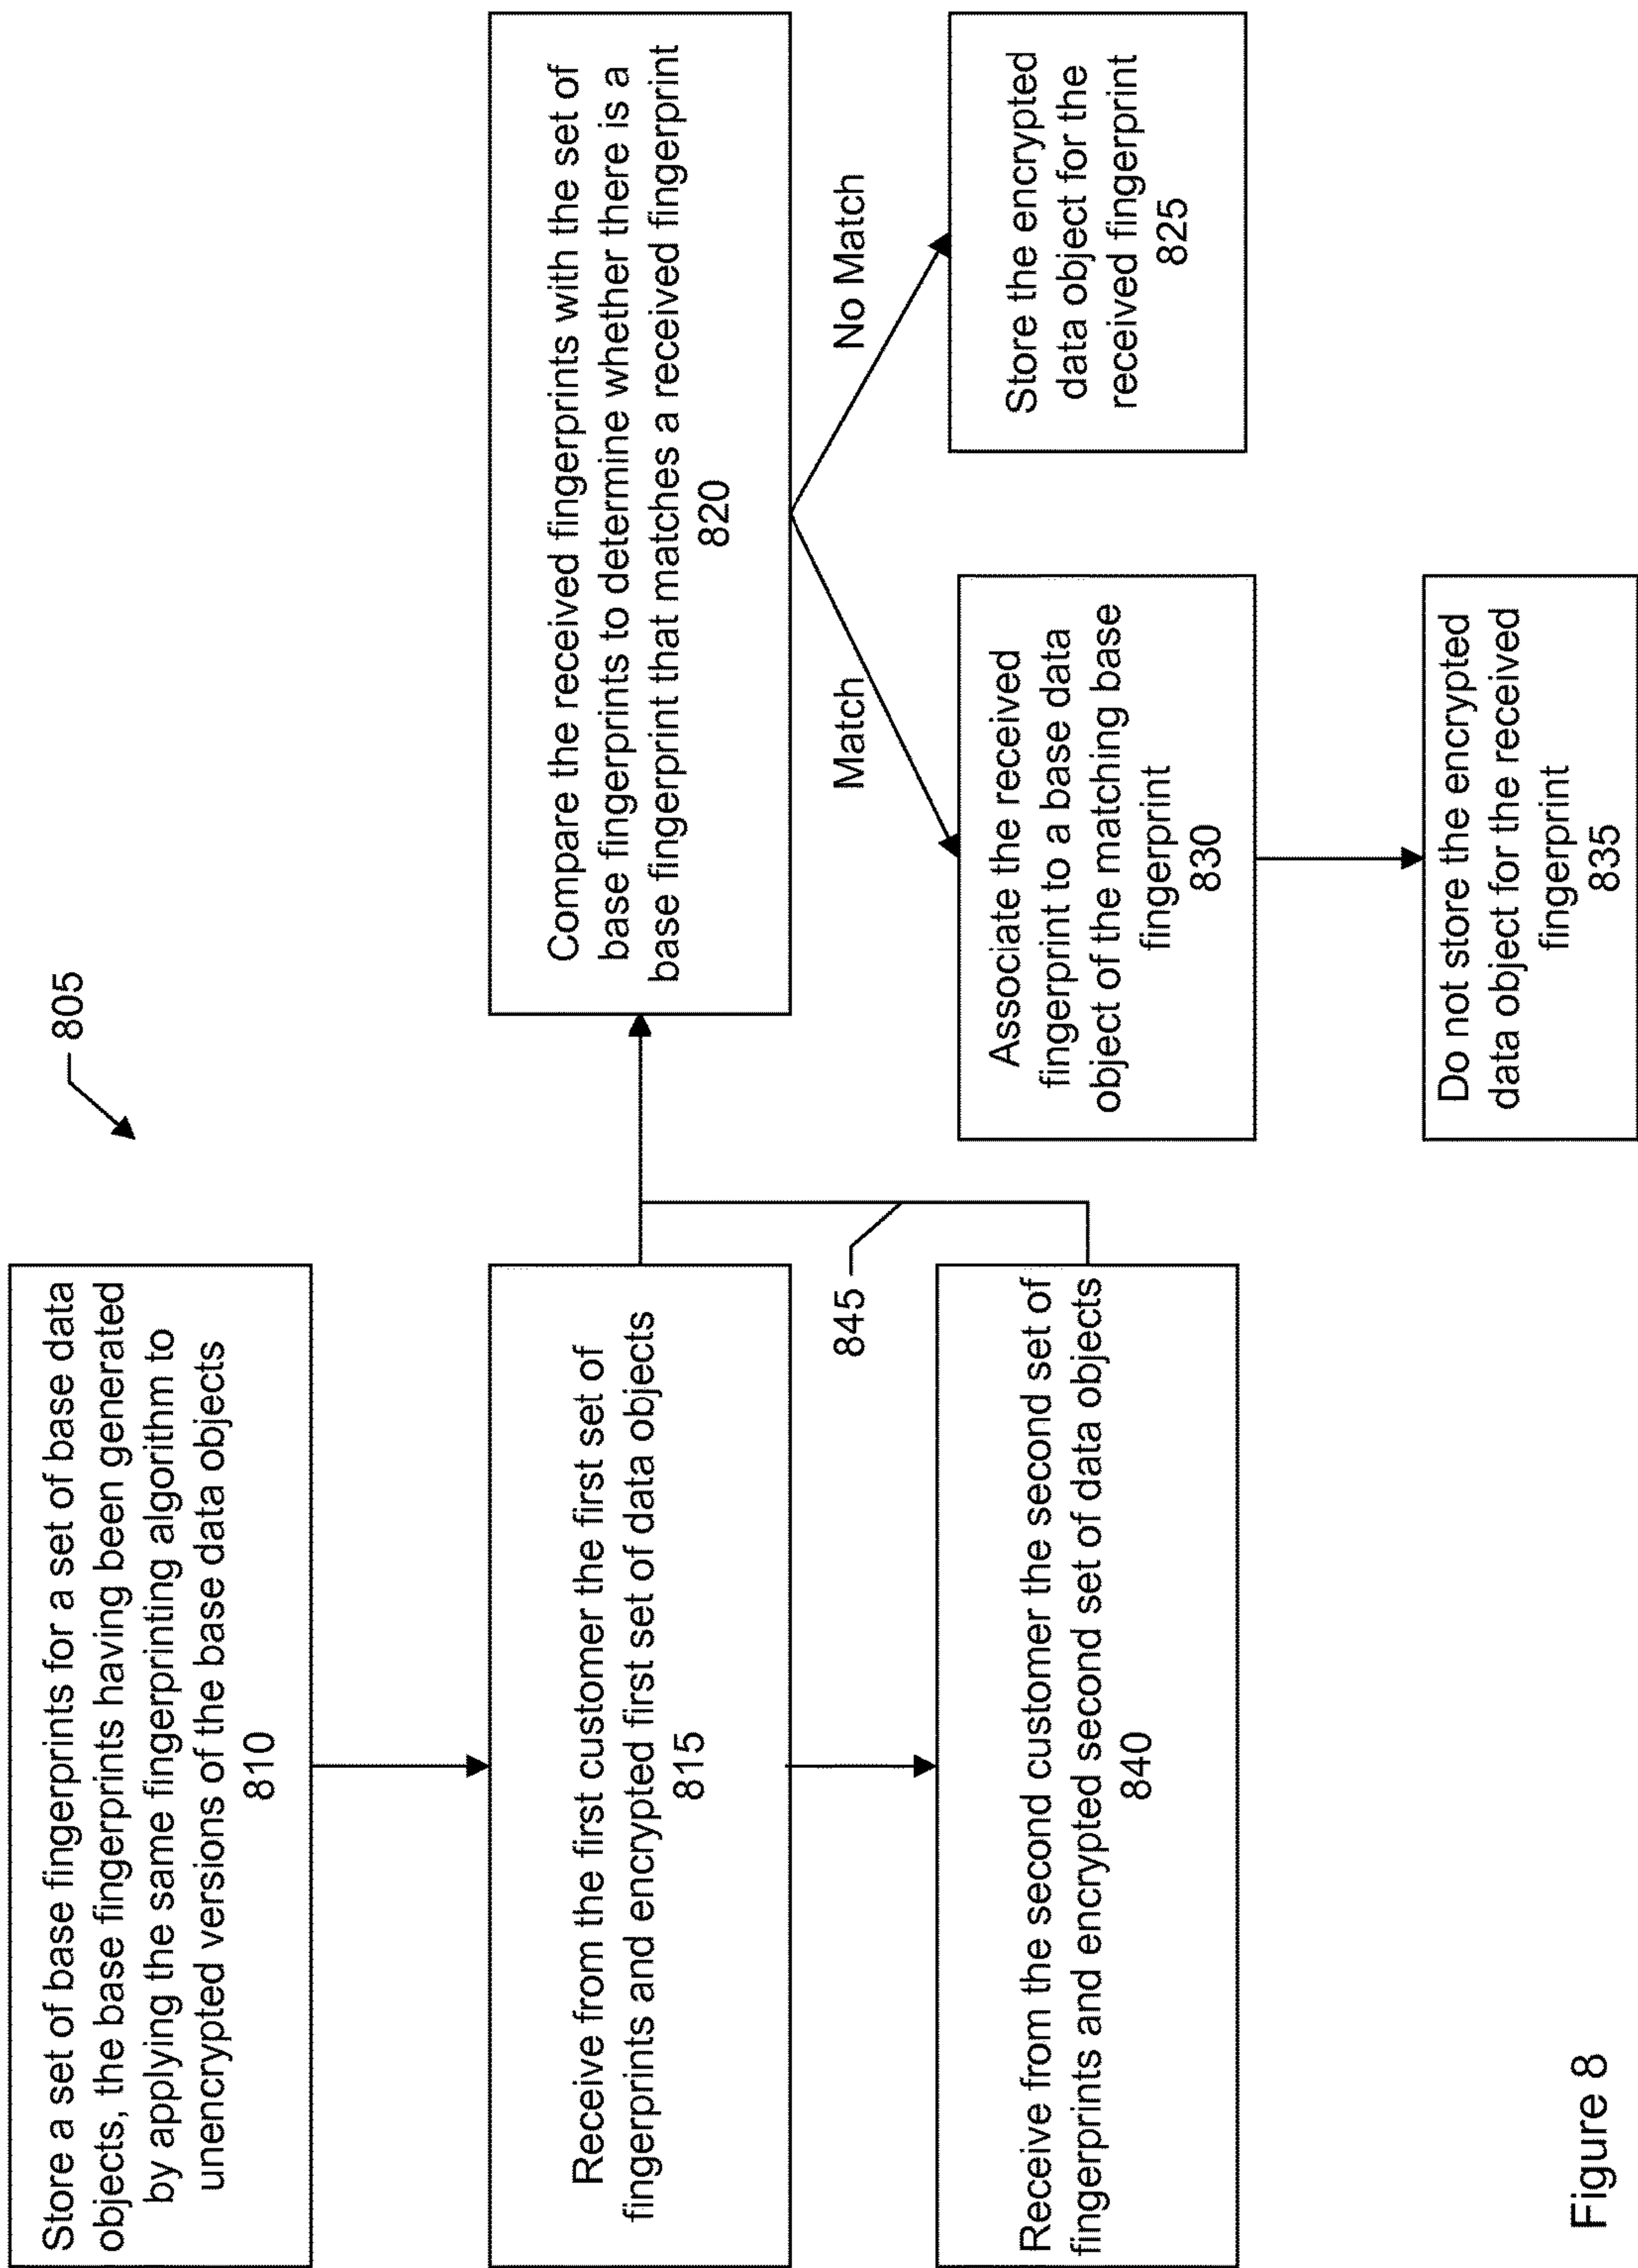 805
Store a set of base fingerprints for a set of base data
objects, the base fingerprints having been generated
by applying the same fingerprinting algorithm to
unencrypted versions of the base data objects
810
Receive from the first customer the first set of
fingerprints and encrypted first set of data objects
815
Receive from the second customer the second set of
fingerprints and encrypted second set of data objects
840
845
Compare the received fingerprints with the set of
base fingerprints to determine whether there is a
base fingerprint that matches a received fingerprint
820
Match
No Match
Associate the received
fingerprint to a base data
object of the matching base
fingerprint
830
Store the encrypted
data object for the
received fingerprint
825
Do not store the encrypted
data object for the received
fingerprint
835
Figure 8